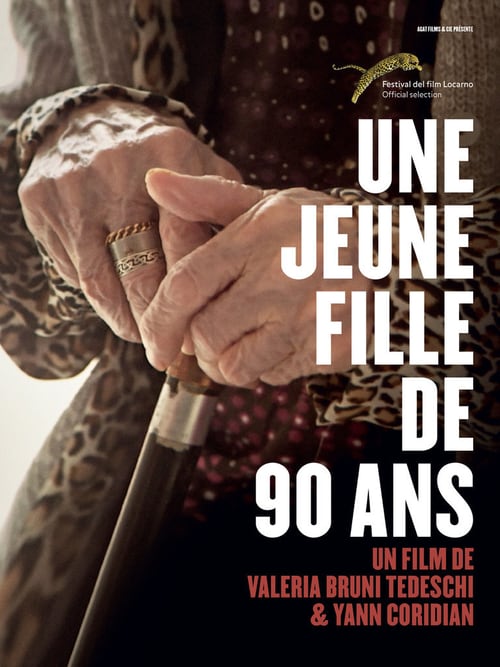 AGAT FILMS & CIE PRÉSENTE
Festival del film Locarno
Official selection
UNE
JEUNE
FILLE
DE
90 ANS
UN FILM DE
VALERIA BRUNI TEDESCHI
& YANN CORIDIAN